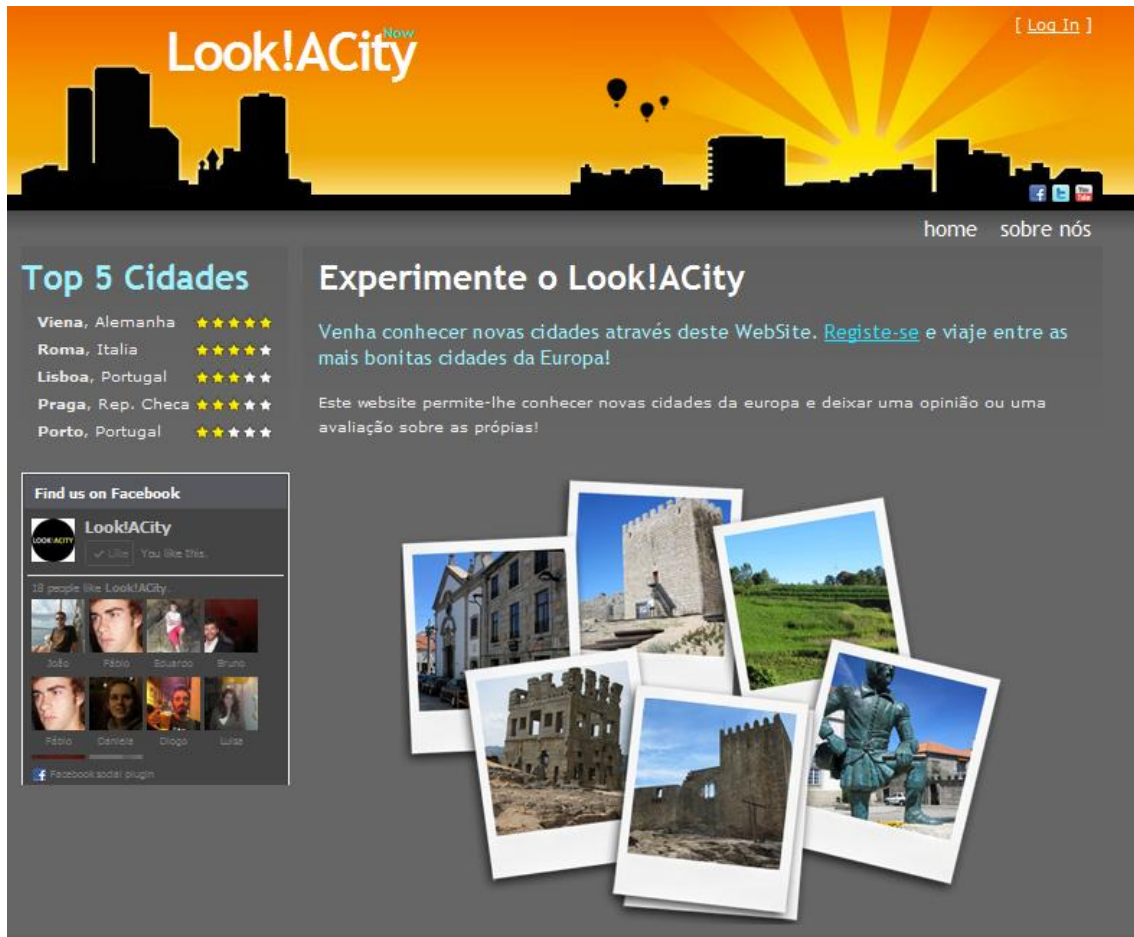 Look!ACity
Now
[ Log In ]
home sobre nós
Top 5 Cidades
Viena, Alemanha
Roma, Italia
Lisboa, Portugal
Praga, Rep. Checa
Porto, Portugal
Experimente o Look!ACity
Venha conhecer novas cidades através deste WebSite. Registe-se e viaje entre as
mais bonitas cidades da Europa!
Este website permite-lhe conhecer novas cidades da europa e deixar uma opinião ou uma
avaliação sobre as própias!
Find us on Facebook
LOOK!ACITY
Look!ACity
Like You like this.
18 people like Look!ACity.
João Fábio Eduardo Bruno
Fábio Daniela Diogo Luísa
Facebook social plugin